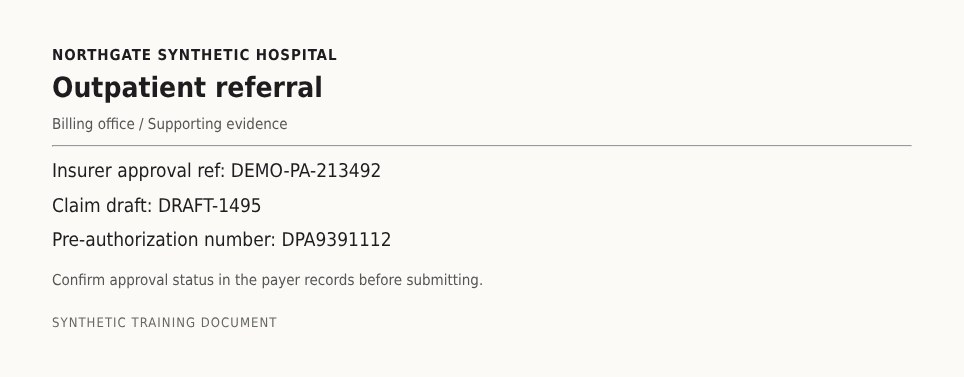 NORTHGATE SYNTHETIC HOSPITAL
Outpatient referral
Billing office / Supporting evidence
Insurer approval ref: DEMO-PA-213492
Claim draft: DRAFT-1495
Pre-authorization number: DPA9391112
Confirm approval status in the payer records before submitting.
SYNTHETIC TRAINING DOCUMENT